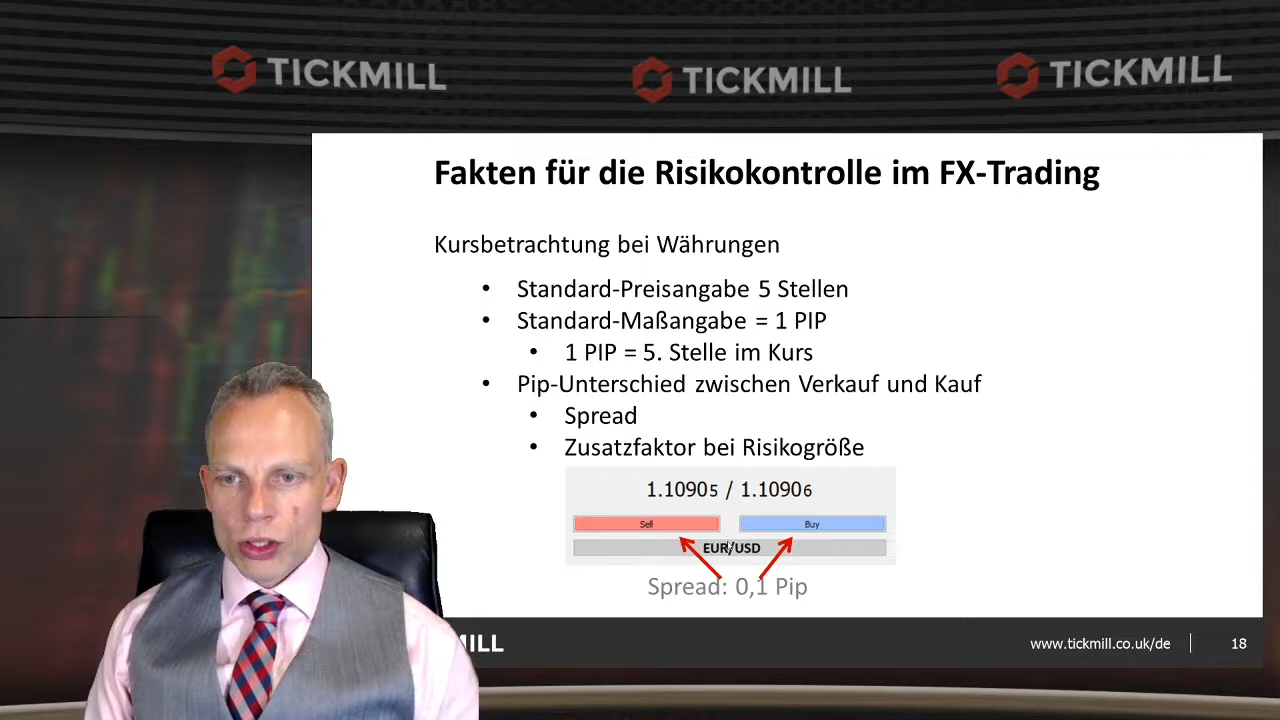 TICKMILL
TICKMILL
TICKMILL
Fakten für die Risikokontrolle im FX-Trading
Kursbetrachtung bei Währungen
• Standard-Preisangabe 5 Stellen
• Standard-Maßangabe = 1 PIP
• 1 PIP = 5. Stelle im Kurs
• Pip-Unterschied zwischen Verkauf und Kauf
• Spread
• Zusatzfaktor bei Risikogröße
1.10905 / 1.10906
Sell Buy
EUR/USD
Spread: 0,1 Pip
MILL www.tickmill.co.uk/de 18